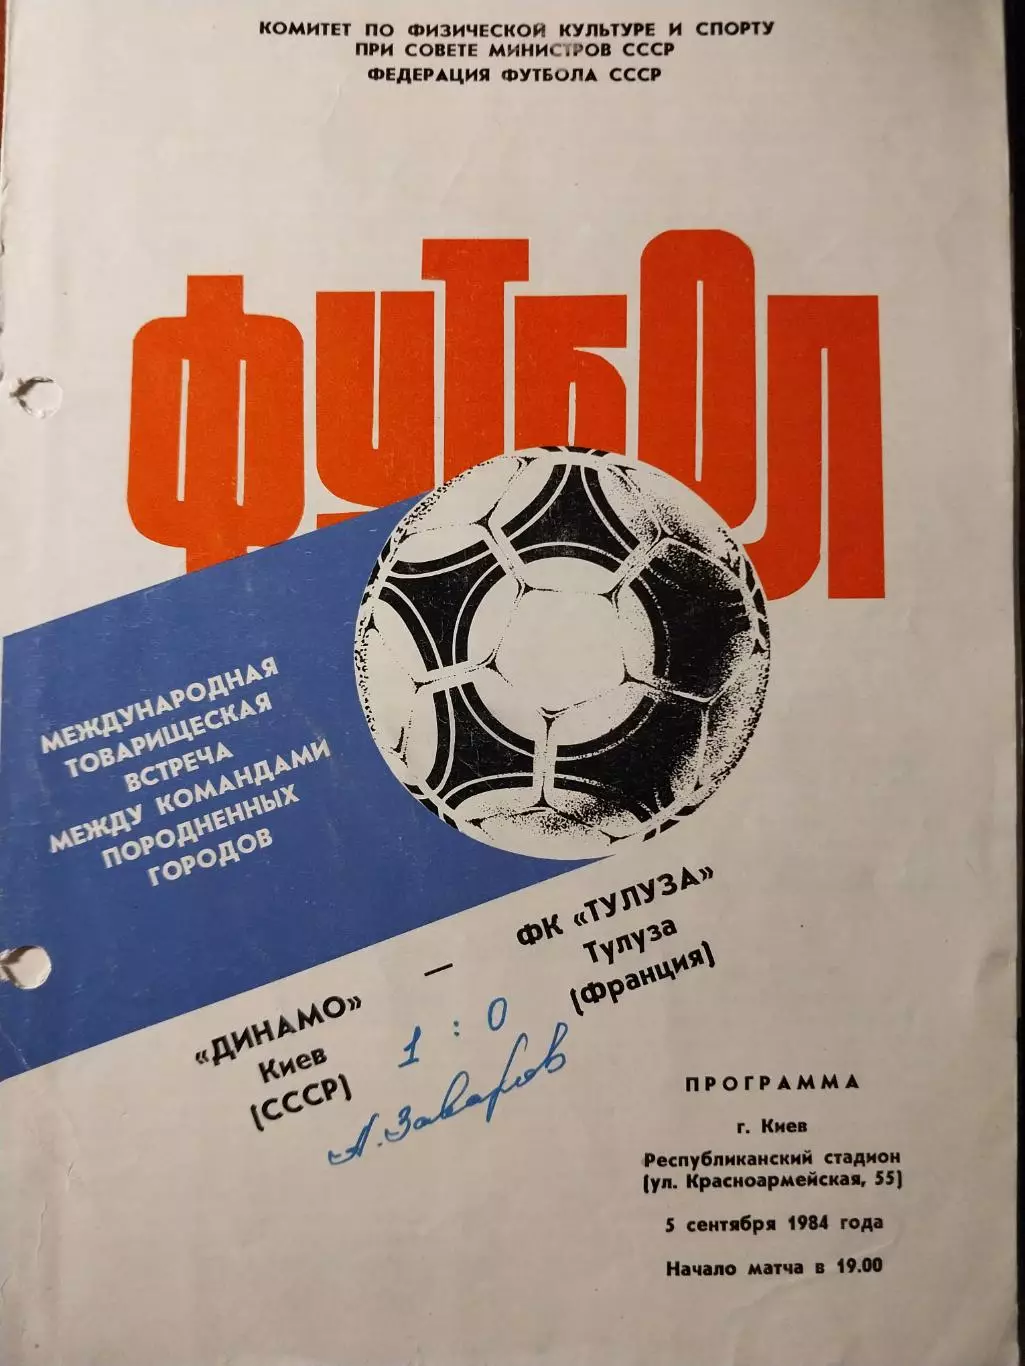 КОМИТЕТ ПО ФИЗИЧЕСКОЙ КУЛЬТУРЕ И СПОРТУ
ПРИ СОВЕТЕ МИНИСТРОВ СССР
ФЕДЕРАЦИЯ ФУТБОЛА СССР
ФУТБОЛ
МЕЖДУНАРОДНАЯ
ТОВАРИЩЕСКАЯ
ВСТРЕЧА
МЕЖДУ КОМАНДАМИ
ПОРОДНЕННЫХ
ГОРОДОВ
«ДИНАМО»
Киев
(СССР)
—
ФК «ТУЛУЗА»
Тулуза
(Франция)
1 : 0
А. Заваров
ПРОГРАММА
г. Киев
Республиканский стадион
(ул. Красноармейская, 55)
5 сентября 1984 года
Начало матча в 19.00